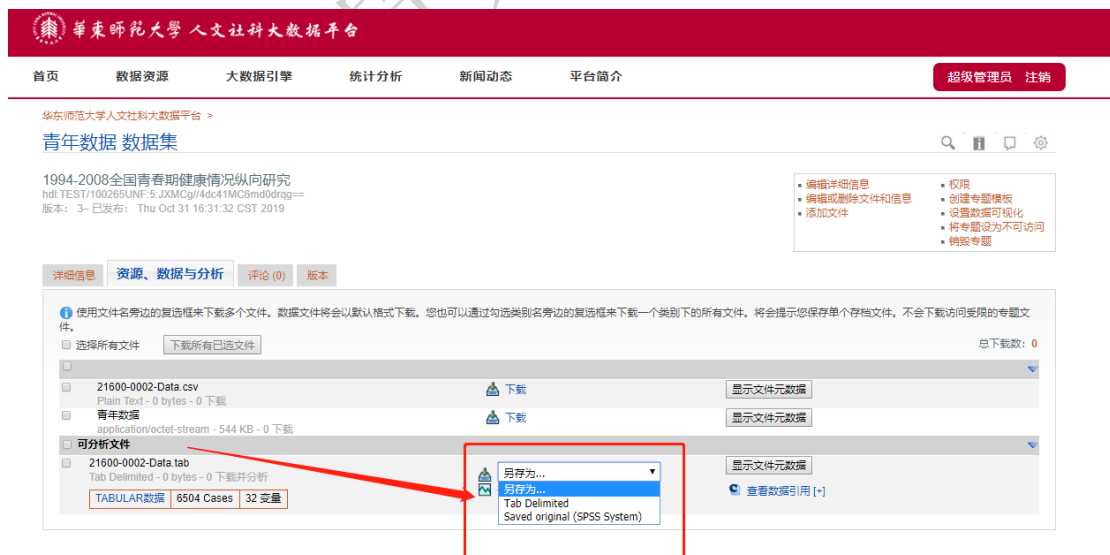 華東師範大學 人文社科大数据平台
首页 数据资源 大数据引擎 统计分析 新闻动态 平台简介 超级管理员 注销
华东师范大学人文社科大数据平台 >
青年数据 数据集
1994-2008全国青春期健康情况纵向研究
hdl:TEST/100265UNF:5:JXMCg//4dc41MC6md0drqg==
版本： 3– 已发布： Thu Oct 31 16:31:32 CST 2019
编辑详细信息
编辑或删除文件和信息
添加文件
权限
创建专题模板
设置数据可视化
将专题设为不可访问
销毁专题
详细信息 资源、数据与分析 评论 (0) 版本
使用文件名旁边的复选框来下载多个文件。数据文件将会以默认格式下载。您也可以通过勾选类别名旁边的复选框来下载一个类别下的所有文件。将会提示您保存单个存档文件。不会下载访问受限的专题文
件。
选择所有文件 下载所有已选文件 总下载数：0
21600-0002-Data.csv 下载 显示文件元数据
Plain Text - 0 bytes - 0 下载
青年数据 下载 显示文件元数据
application/octet-stream - 544 KB - 0 下载
可分析文件
21600-0002-Data.tab 另存为... 显示文件元数据
Tab Delimited - 0 bytes - 0 下载并分析
另存为...
Tab Delimited
Saved original (SPSS System)
查看数据引用 [+]
TABULAR数据 6504 Cases 32 变量